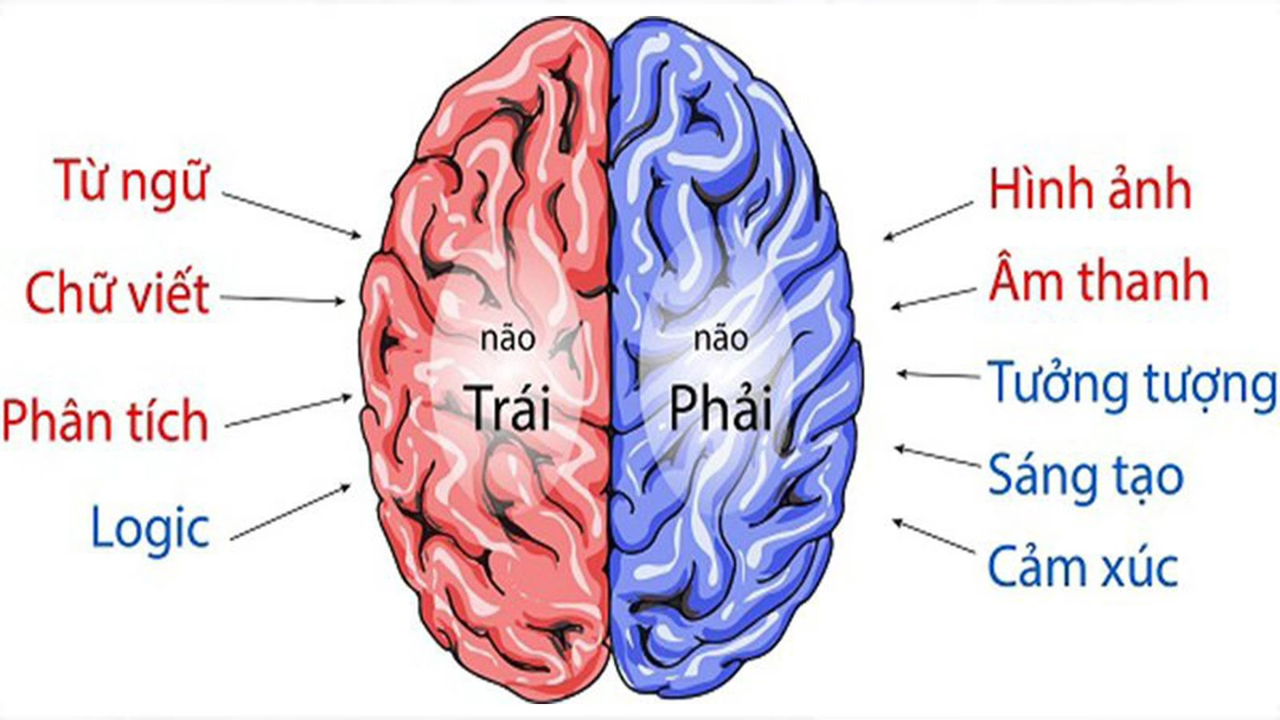 Từ ngữ
Chữ viết
Phân tích
Logic
não
Trái
não
Phải
Hình ảnh
Âm thanh
Tưởng tượng
Sáng tạo
Cảm xúc